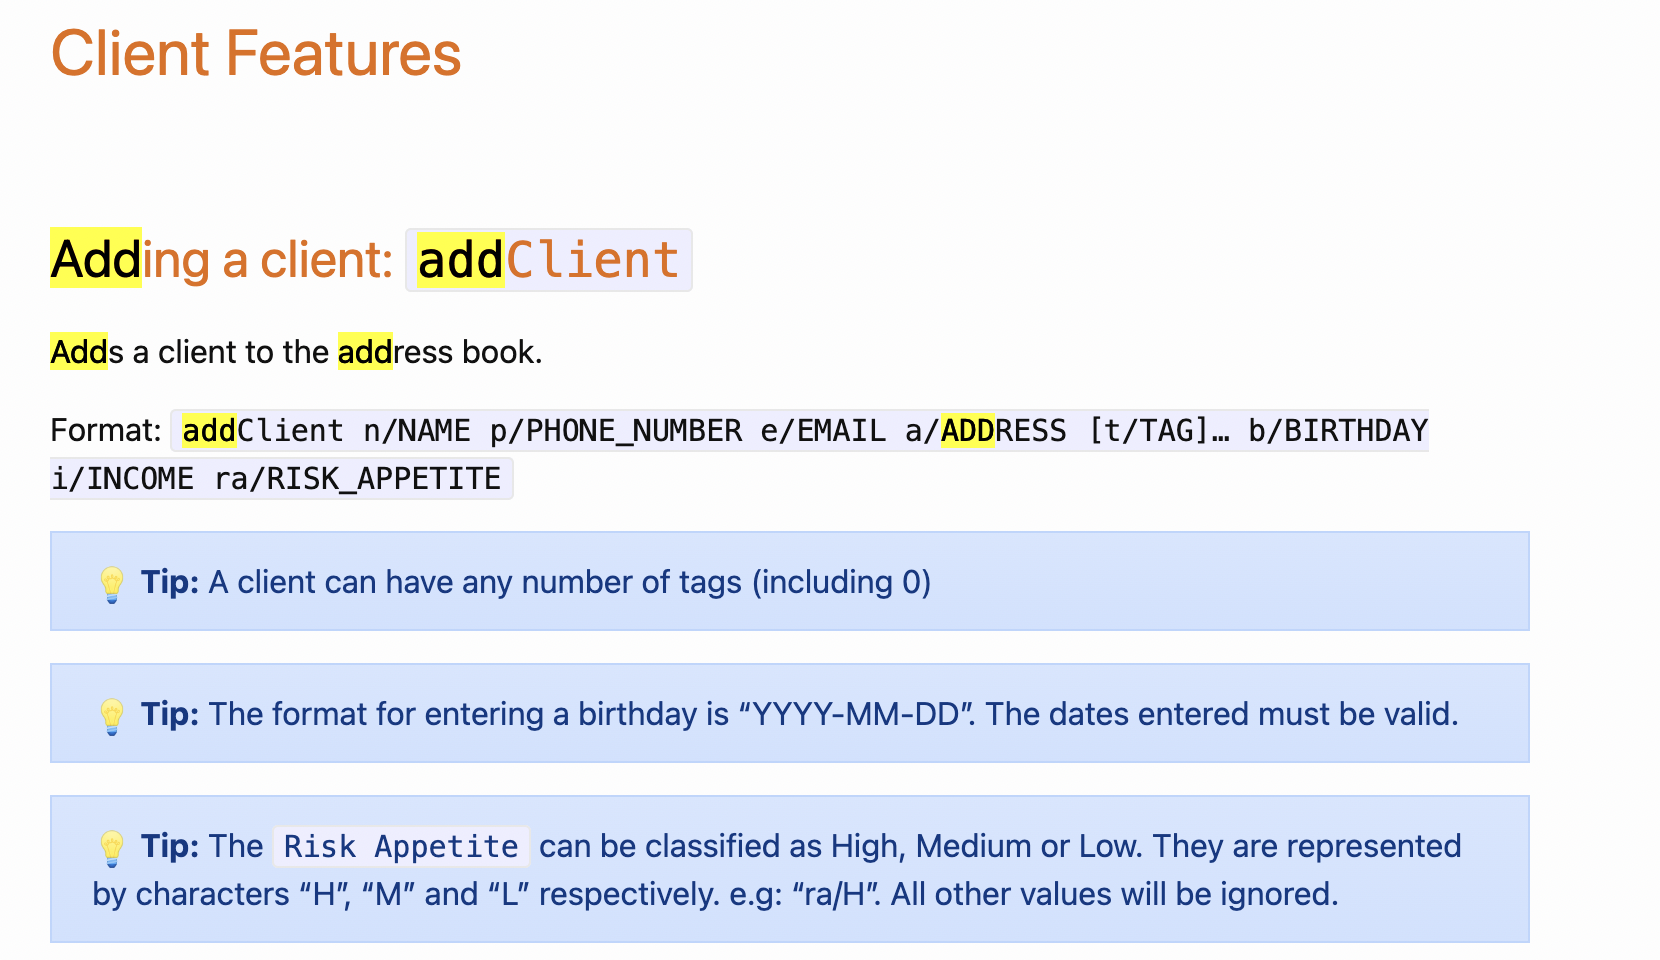 Client Features
Adding a client: addClient
Adds a client to the address book.
Format: addClient n/NAME p/PHONE_NUMBER e/EMAIL a/ADDRESS [t/TAG]… b/BIRTHDAY
i/INCOME ra/RISK_APPETITE
💡 Tip: A client can have any number of tags (including 0)
💡 Tip: The format for entering a birthday is “YYYY-MM-DD”. The dates entered must be valid.
💡 Tip: The Risk Appetite can be classified as High, Medium or Low. They are represented
by characters “H”, “M” and “L” respectively. e.g: “ra/H”. All other values will be ignored.